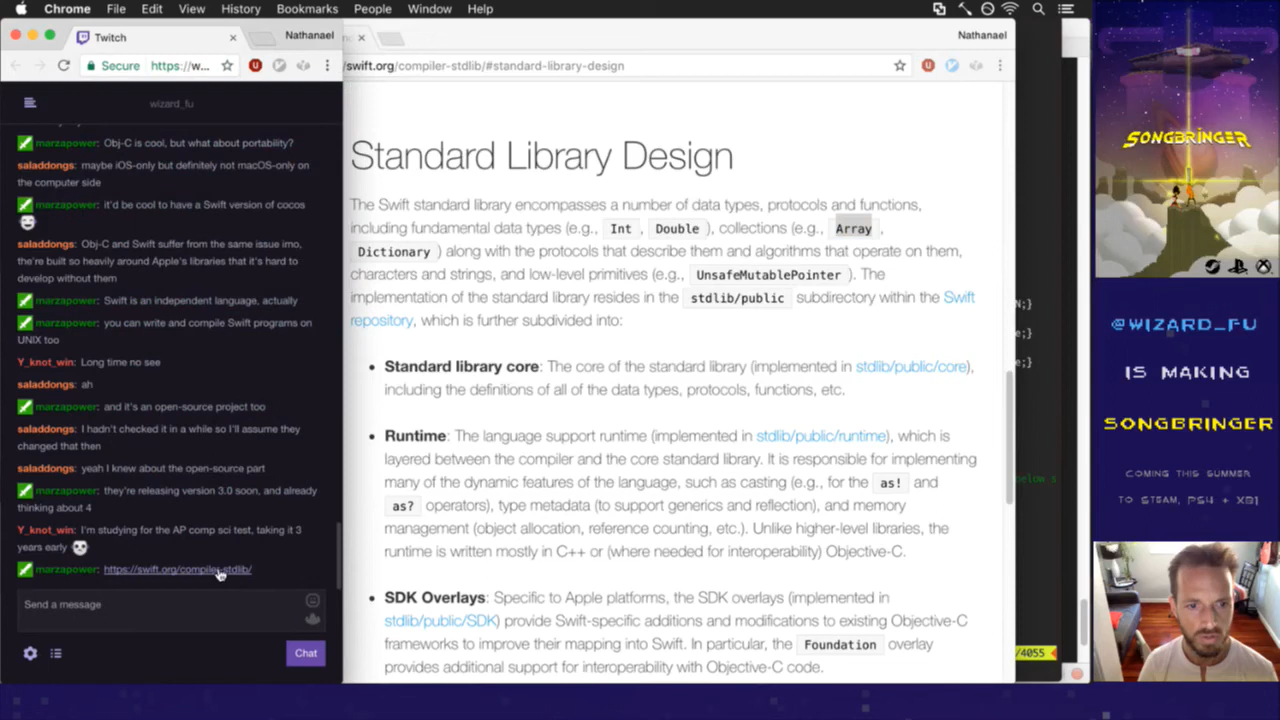 Chrome File Edit View History Bookmarks People Window Help
Twitch
Nathanael
Nathanael
Secure
https://w...
/swift.org/compiler-stdlib/#standard-library-design
wizard_fu
marzapower: Obj-C is cool, but what about portability?
saladdongs: maybe iOS-only but definitely not macOS-only on
the computer side
marzapower: it'd be cool to have a Swift version of cocos
saladdongs: Obj-C and Swift suffer from the same issue imo,
they're built so heavily around Apple's libraries that it's hard to
develop without them
marzapower: Swift is an independent language, actually
marzapower: you can write and compile Swift programs on
UNIX too
Y_knot_win: Long time no see
saladdongs: ah
marzapower: and it's an open-source project too
saladdongs: I hadn't checked it in a while so I'll assume they
changed that then
saladdongs: yeah I knew about the open-source part
marzapower: they're releasing version 3.0 soon, and already
thinking about 4
Y_knot_win: I'm studying for the AP comp sci test, taking it 3
years early
marzapower: https://swift.org/compiler-stdlib/
Send a message
Chat
Standard Library Design
The Swift standard library encompasses a number of data types, protocols and functions,
including fundamental data types (e.g., Int , Double ), collections (e.g., Array ,
Dictionary ) along with the protocols that describe them and algorithms that operate on them,
characters and strings, and low-level primitives (e.g., UnsafeMutablePointer ). The
implementation of the standard library resides in the stdlib/public subdirectory within the Swift
repository, which is further subdivided into:
• Standard library core: The core of the standard library (implemented in stdlib/public/core),
including the definitions of all of the data types, protocols, functions, etc.
• Runtime: The language support runtime (implemented in stdlib/public/runtime), which is
layered between the compiler and the core standard library. It is responsible for implementing
many of the dynamic features of the language, such as casting (e.g., for the as! and
as? operators), type metadata (to support generics and reflection), and memory
management (object allocation, reference counting, etc.). Unlike higher-level libraries, the
runtime is written mostly in C++ or (where needed for interoperability) Objective-C.
• SDK Overlays: Specific to Apple platforms, the SDK overlays (implemented in
stdlib/public/SDK) provide Swift-specific additions and modifications to existing Objective-C
frameworks to improve their mapping into Swift. In particular, the Foundation overlay
provides additional support for interoperability with Objective-C code.
N;}
e;}
e;}
below s
/4055
SONGBRINGER
@WIZARD_FU
IS MAKING
SONGBRINGER
COMING THIS SUMMER
TO STEAM, PS4 + XB1